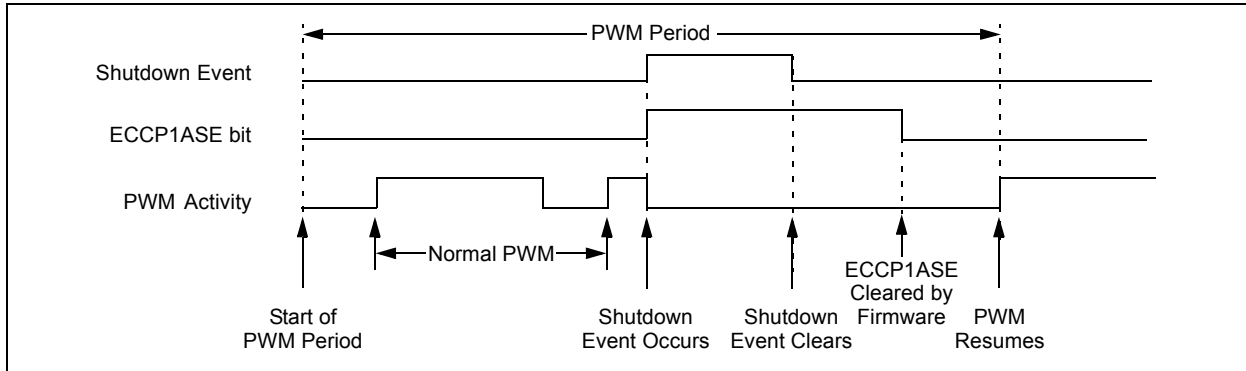 PWM Period
Shutdown Event
ECCP1ASE bit
PWM Activity
Normal PWM
Start of
PWM Period
Shutdown
Event Occurs
Shutdown
Event Clears
ECCP1ASE
Cleared by
Firmware
PWM
Resumes